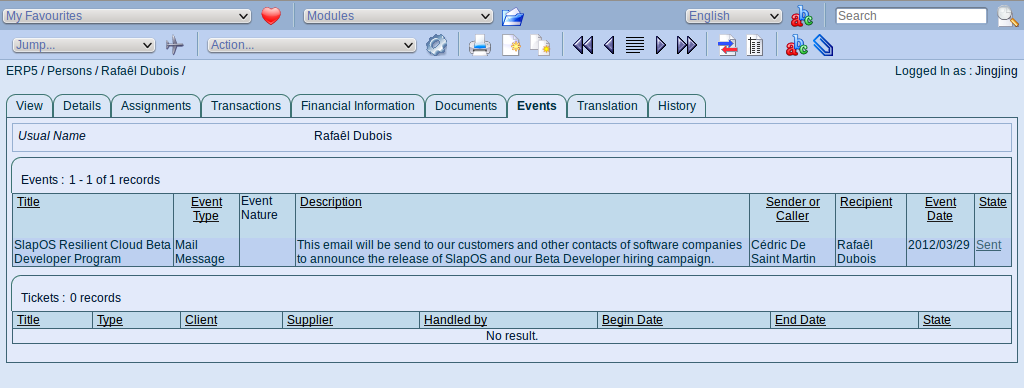 My Favourites Modules English Search
Jump... Action...
ERP5 / Persons / Rafaêl Dubois / Logged In as : Jingjing
View Details Assignments Transactions Financial Information Documents Events Translation History
Usual Name Rafaêl Dubois
Events : 1 - 1 of 1 records
Title Event Type Event Nature Description Sender or Caller Recipient Event Date State
SlapOS Resilient Cloud Beta Developer Program Mail Message This email will be send to our customers and other contacts of software companies to announce the release of SlapOS and our Beta Developer hiring campaign. Cédric De Saint Martin Rafaêl Dubois 2012/03/29 Sent
Tickets : 0 records
Title Type Client Supplier Handled by Begin Date End Date State
No result.